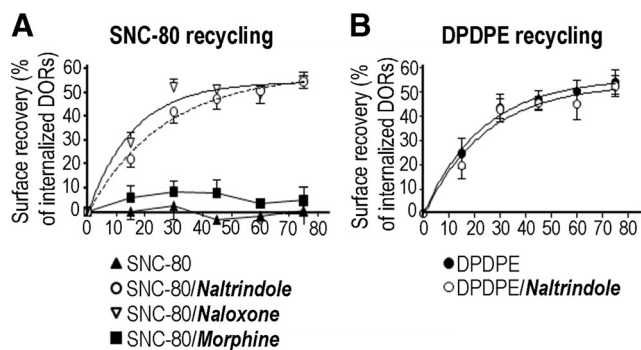 A
SNC-80 recycling
Surface recovery (%
of internalized DORs)
60
50
40
30
20
10
0
0 10 20 30 40 50 60 70 80
▲ SNC-80
○ SNC-80/Naltrindole
▽ SNC-80/Naloxone
■ SNC-80/Morphine
B
DPDPE recycling
Surface recovery (%
of internalized DORs)
60
50
40
30
20
10
0
0 10 20 30 40 50 60 70 80
● DPDPE
○ DPDPE/Naltrindole